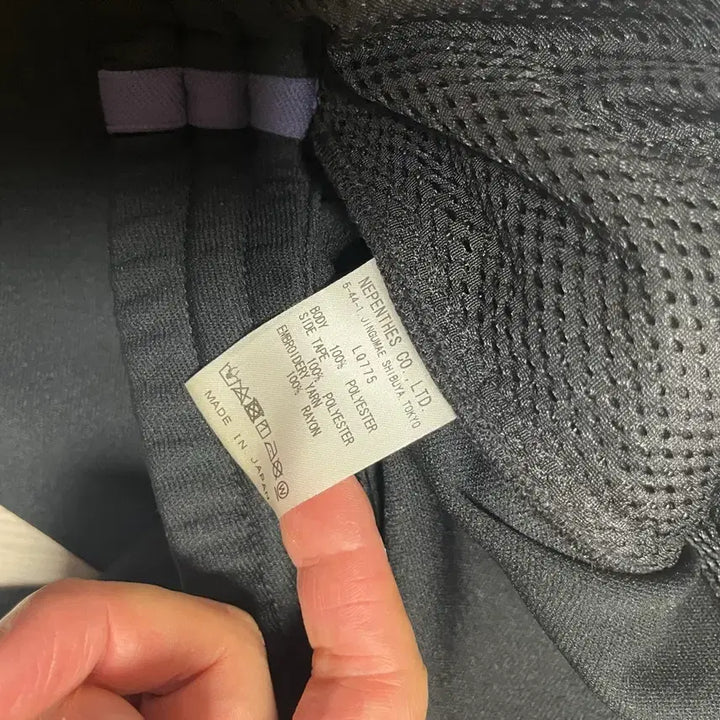 NEPENTHES CO., LTD.
5-44-1, JINGUMAE SHIBUYA TOKYO
LQ775
BODY 100% POLYESTER
SIDE TAPE
100% POLYESTER
EMBROIDERY YARN
100% RAYON
W
MADE IN JAPAN